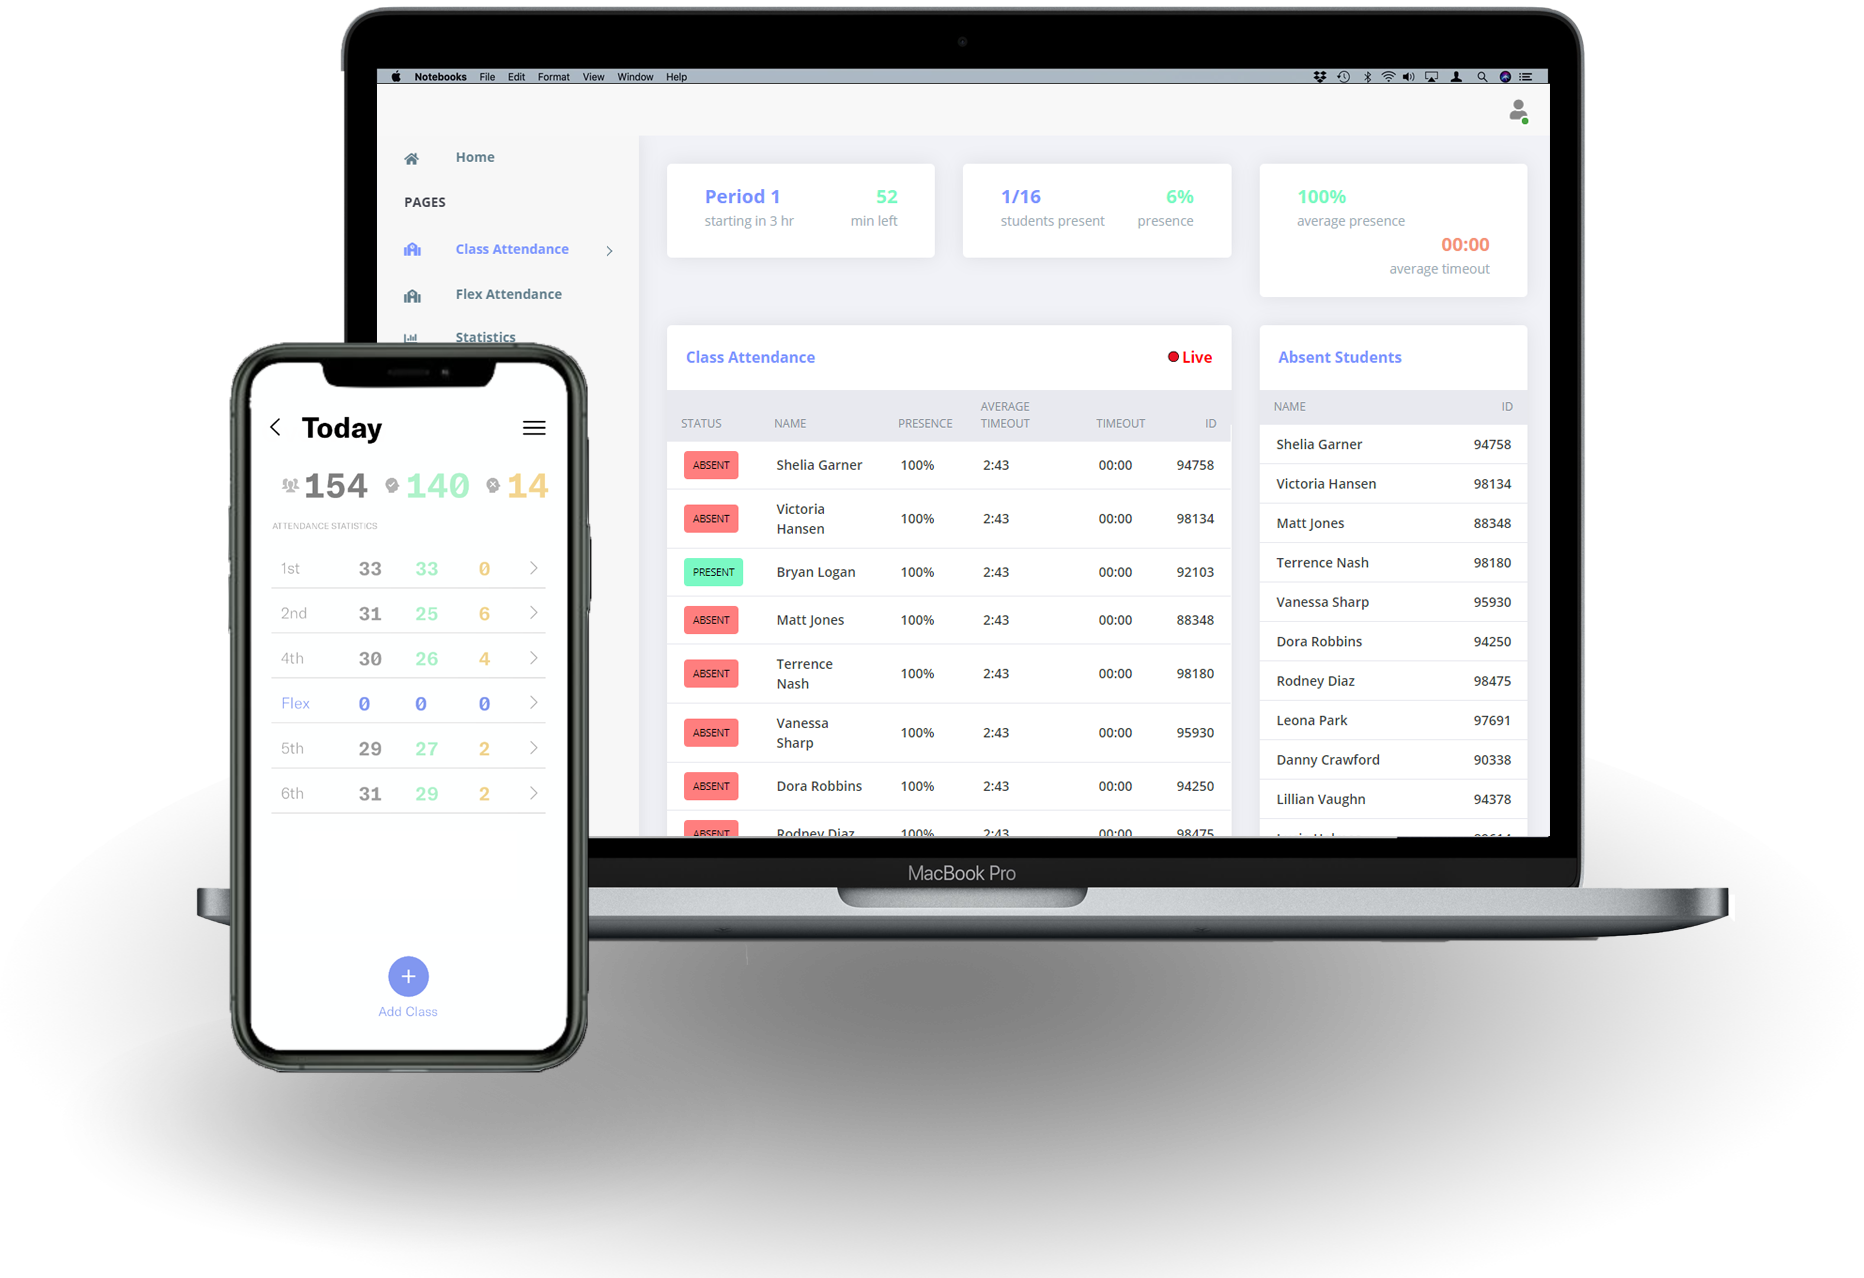 Notebooks File Edit Format View Window Help
Home
PAGES
Class Attendance
Flex Attendance
Statistics
Period 1 52
starting in 3 hr min left
1/16 6%
students present presence
100%
average presence
00:00
average timeout
Class Attendance Live
STATUS NAME PRESENCE AVERAGE TIMEOUT TIMEOUT ID
ABSENT Shelia Garner 100% 2:43 00:00 94758
ABSENT Victoria Hansen 100% 2:43 00:00 98134
PRESENT Bryan Logan 100% 2:43 00:00 92103
ABSENT Matt Jones 100% 2:43 00:00 88348
ABSENT Terrence Nash 100% 2:43 00:00 98180
ABSENT Vanessa Sharp 100% 2:43 00:00 95930
ABSENT Dora Robbins 100% 2:43 00:00 94250
ABSENT Rodney Diaz 100% 2:43 00:00 98475
Absent Students
NAME ID
Shelia Garner 94758
Victoria Hansen 98134
Matt Jones 88348
Terrence Nash 98180
Vanessa Sharp 95930
Dora Robbins 94250
Rodney Diaz 98475
Leona Park 97691
Danny Crawford 90338
Lillian Vaughn 94378
MacBook Pro
Today
154 140 14
ATTENDANCE STATISTICS
1st 33 33 0
2nd 31 25 6
4th 30 26 4
Flex 0 0 0
5th 29 27 2
6th 31 29 2
+
Add Class